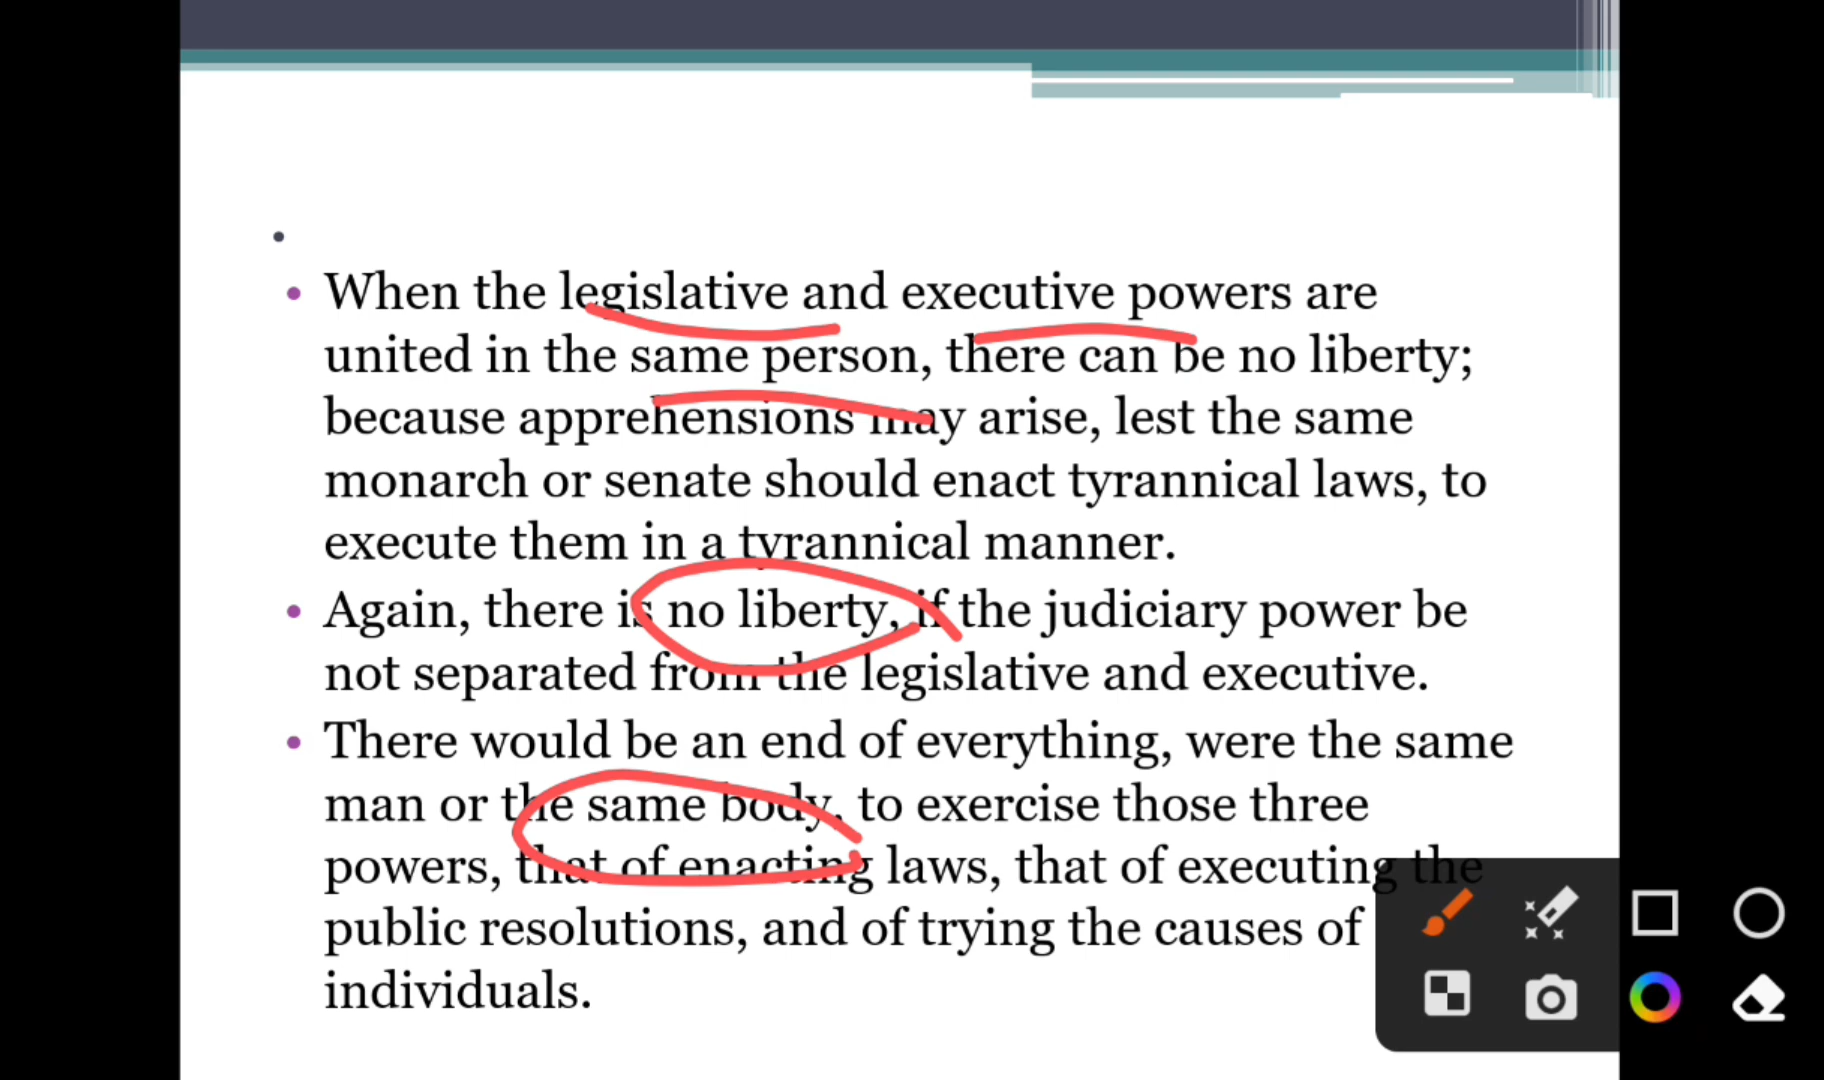 • When the legislative and executive powers are
united in the same person, there can be no liberty;
because apprehensions may arise, lest the same
monarch or senate should enact tyrannical laws, to
execute them in a tyrannical manner.
• Again, there is no liberty, if the judiciary power be
not separated from the legislative and executive.
• There would be an end of everything, were the same
man or the same body, to exercise those three
powers, that of enacting laws, that of executing the
public resolutions, and of trying the causes of
individuals.